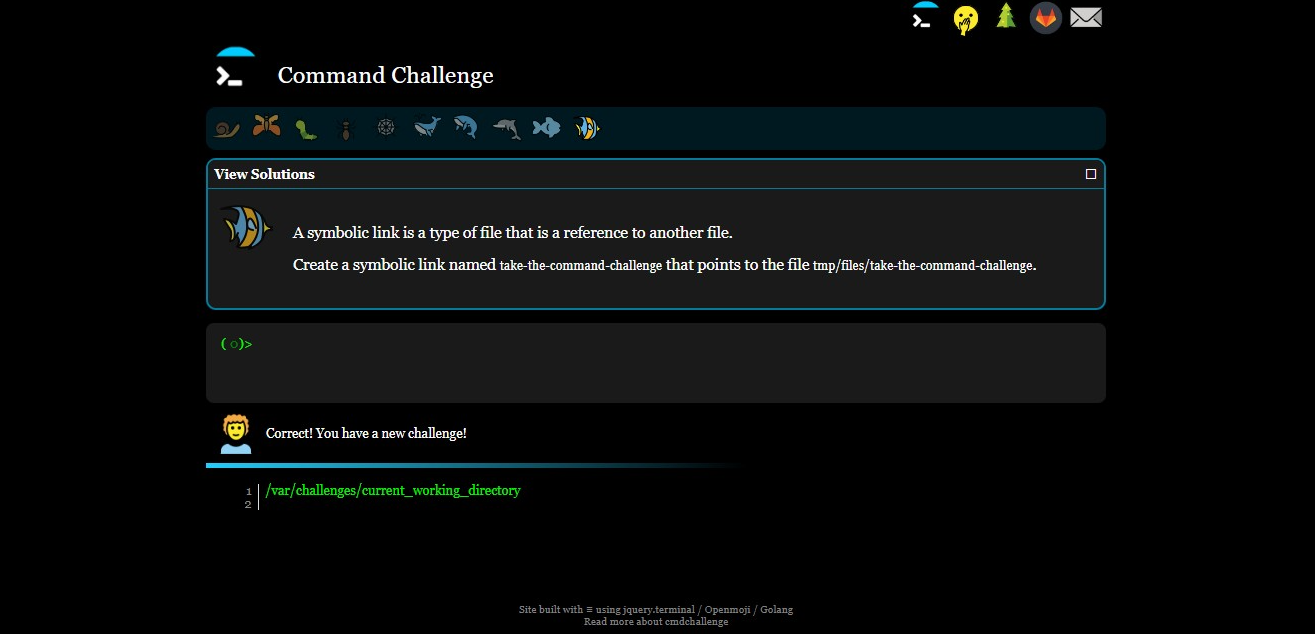 Command Challenge
View Solutions
A symbolic link is a type of file that is a reference to another file.
Create a symbolic link named take-the-command-challenge that points to the file tmp/files/take-the-command-challenge.
( ○)>
Correct! You have a new challenge!
1 /var/challenges/current_working_directory
2
Site built with ≡ using jquery.terminal / Openmoji / Golang
Read more about cmdchallenge